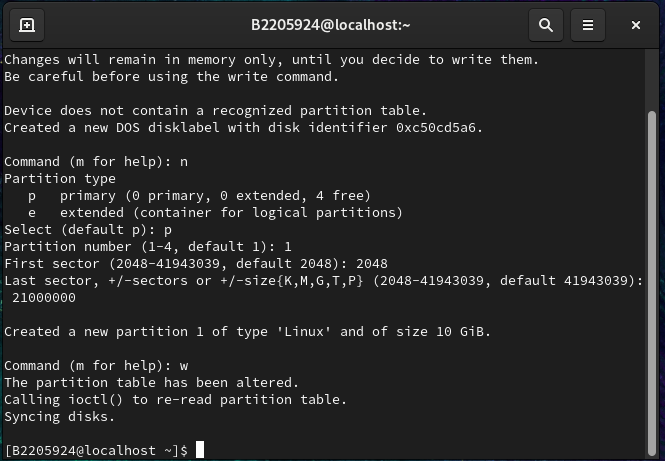 B2205924@localhost:~
Changes will remain in memory only, until you decide to write them.
Be careful before using the write command.
Device does not contain a recognized partition table.
Created a new DOS disklabel with disk identifier 0xc50cd5a6.
Command (m for help): n
Partition type
p   primary (0 primary, 0 extended, 4 free)
e   extended (container for logical partitions)
Select (default p): p
Partition number (1-4, default 1): 1
First sector (2048-41943039, default 2048): 2048
Last sector, +/-sectors or +/-size{K,M,G,T,P} (2048-41943039, default 41943039):
21000000
Created a new partition 1 of type 'Linux' and of size 10 GiB.
Command (m for help): w
The partition table has been altered.
Calling ioctl() to re-read partition table.
Syncing disks.
[B2205924@localhost ~]$